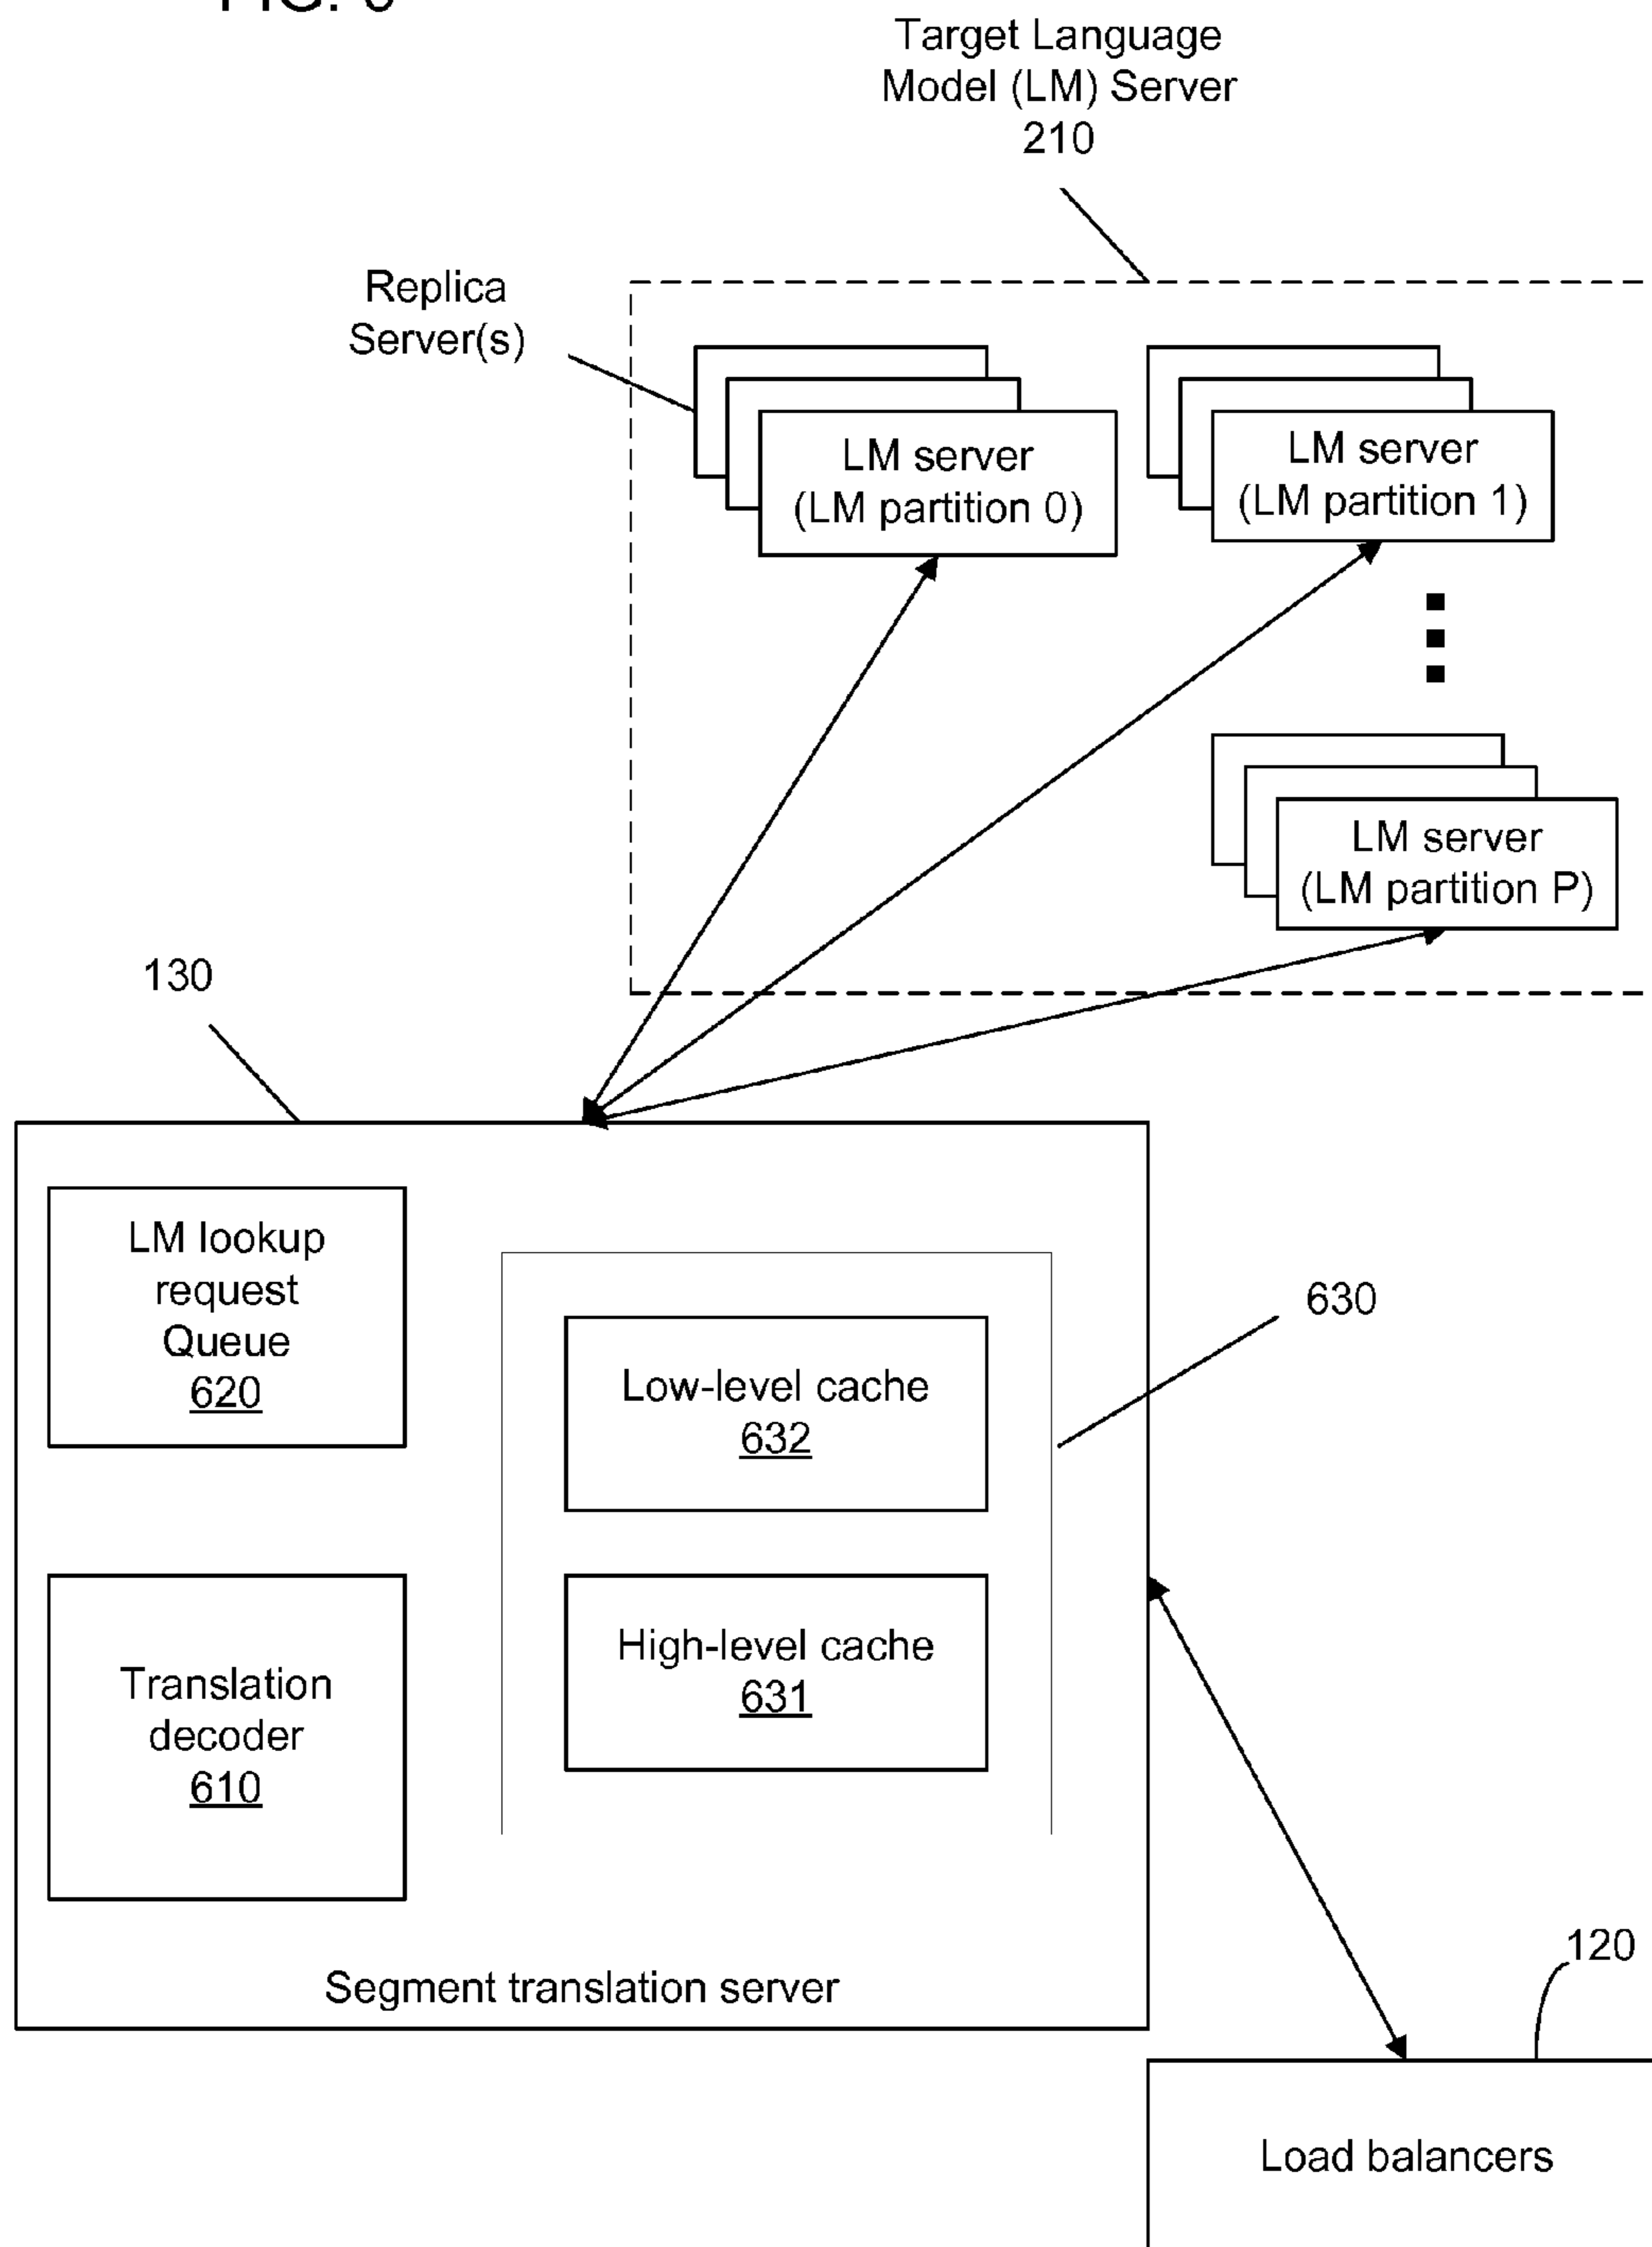 Target Language
Model (LM) Server
210
Replica
Server(s)
LM server
(LM partition 0)
LM server
(LM partition 1)
LM server
(LM partition P)
130
LM lookup
request
Queue
620
630
Low-level cache
632
High-level cache
631
Translation
decoder
610
Segment translation server
120
Load balancers